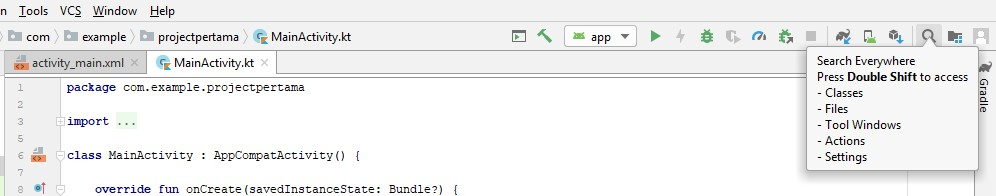 n Tools VCS Window Help
com example projectpertama MainActivity.kt app
activity_main.xml MainActivity.kt
Search Everywhere
Press Double Shift to access
- Classes
- Files
- Tool Windows
- Actions
- Settings
Gradle
1 package com.example.projectpertama
2
3 import ...
5
6 class MainActivity : AppCompatActivity() {
7
8 override fun onCreate(savedInstanceState: Bundle?) {